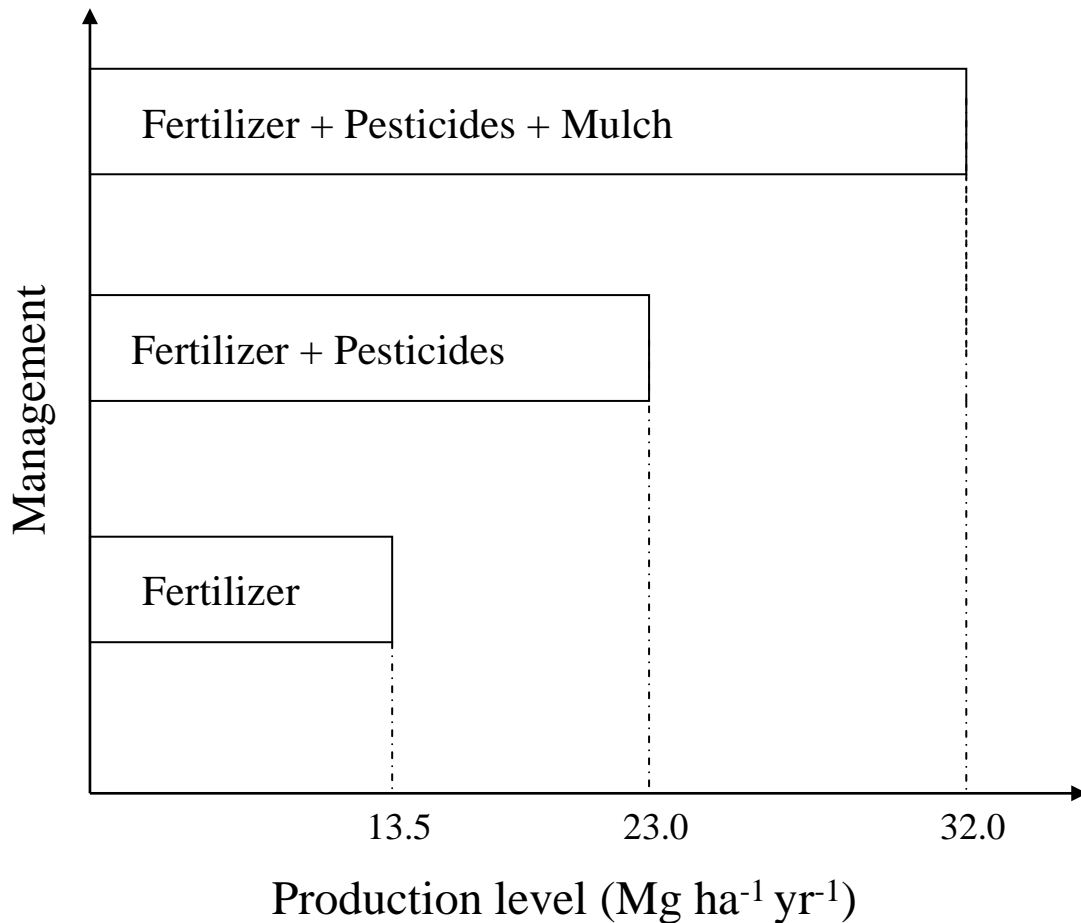 Fertilizer + Pesticides + Mulch
Fertilizer + Pesticides
Fertilizer
Management
13.5 23.0 32.0
Production level (Mg ha⁻¹ yr⁻¹)